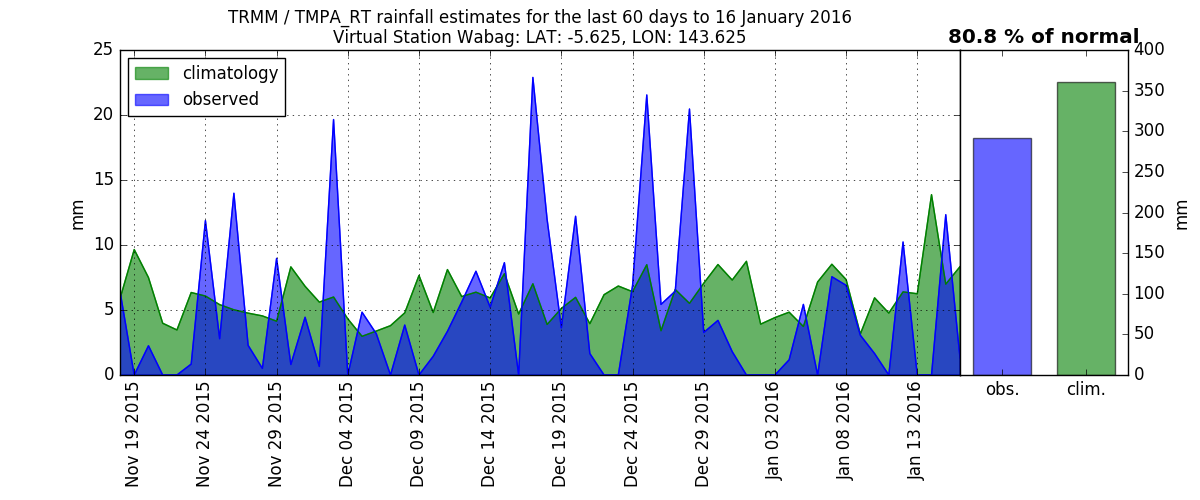 TRMM / TMPA_RT rainfall estimates for the last 60 days to 16 January 2016
Virtual Station Wabag: LAT: -5.625, LON: 143.625
80.8 % of normal
climatology
observed
25
20
15
10
5
0
mm
Nov 19 2015
Nov 24 2015
Nov 29 2015
Dec 04 2015
Dec 09 2015
Dec 14 2015
Dec 19 2015
Dec 24 2015
Dec 29 2015
Jan 03 2016
Jan 08 2016
Jan 13 2016
400
350
300
250
200
150
100
50
0
mm
obs.
clim.